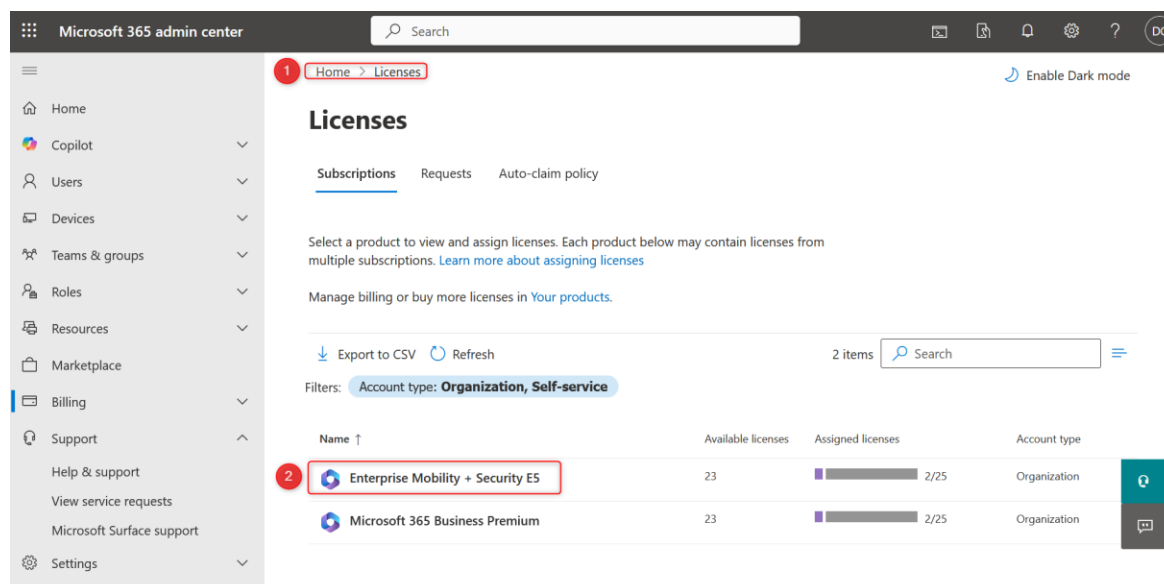 Microsoft 365 admin center
Search
?
DC
1
Home > Licenses
Enable Dark mode
Home
Copilot
Users
Devices
Teams & groups
Roles
Resources
Marketplace
Billing
Support
Help & support
View service requests
Microsoft Surface support
Settings
Licenses
Subscriptions Requests Auto-claim policy
Select a product to view and assign licenses. Each product below may contain licenses from
multiple subscriptions. Learn more about assigning licenses
Manage billing or buy more licenses in Your products.
Export to CSV Refresh 2 items Search
Filters: Account type: Organization, Self-service
Name ↑ Available licenses Assigned licenses Account type
2 Enterprise Mobility + Security E5 23 2/25 Organization
Microsoft 365 Business Premium 23 2/25 Organization